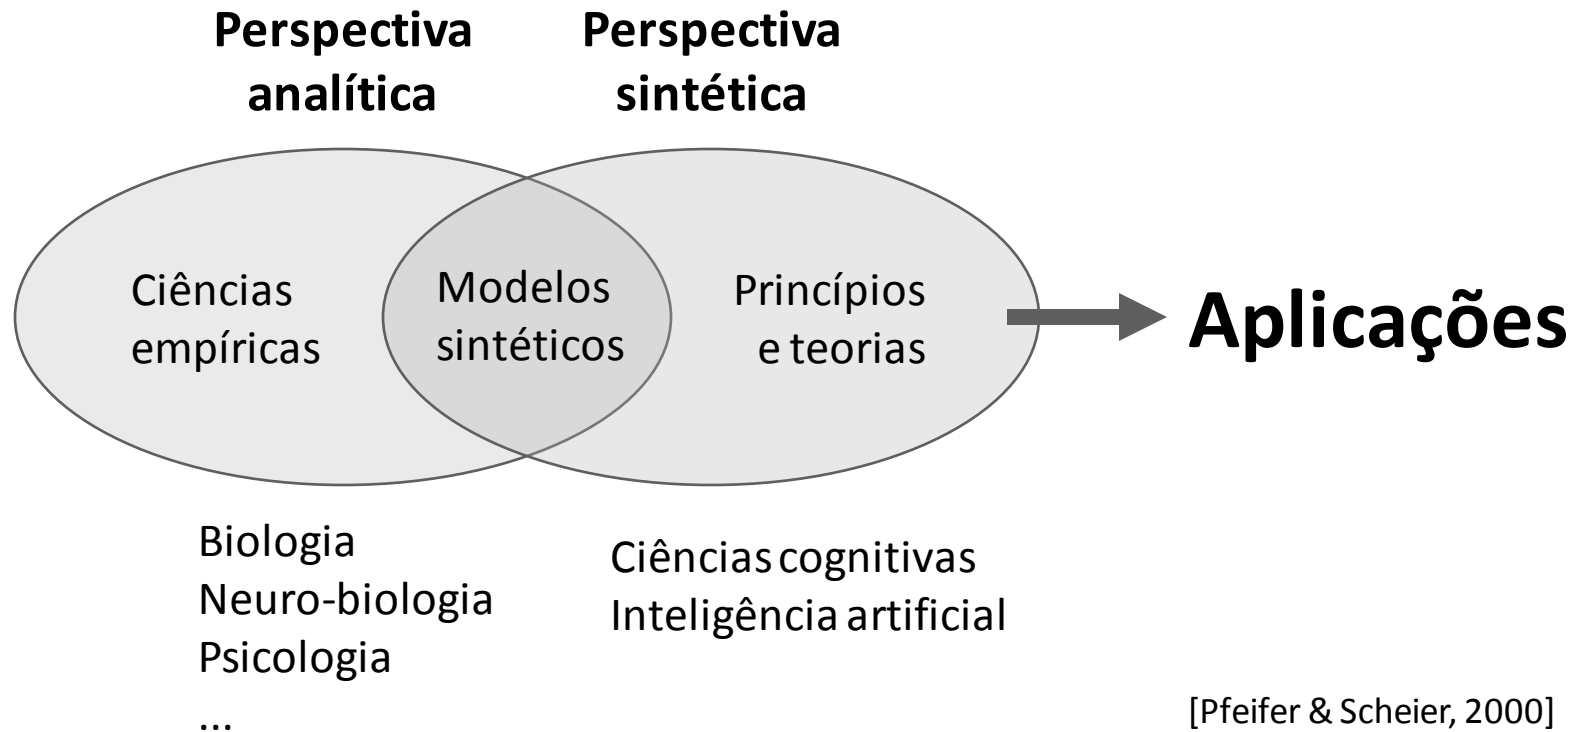 Perspectiva
analítica
Perspectiva
sintética
Ciências
empíricas
Modelos
sintéticos
Princípios
e teorias
Aplicações
Biologia
Neuro-biologia
Psicologia
...
Ciências cognitivas
Inteligência artificial
[Pfeifer & Scheier, 2000]